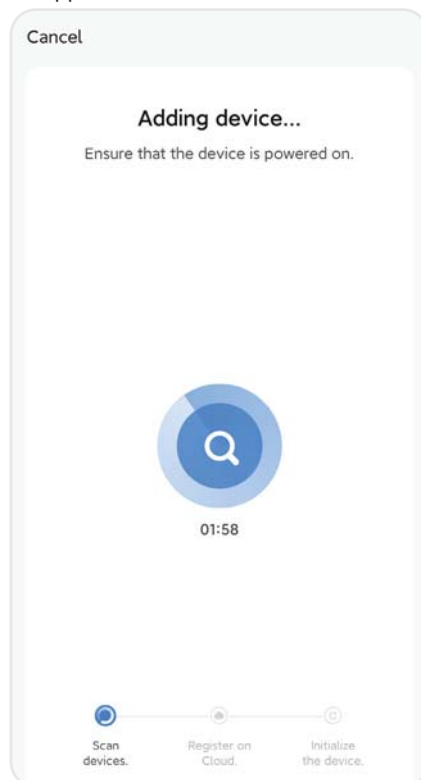 Cancel
Adding device...
Ensure that the device is powered on.
01:58
Scan
devices.
Register on
Cloud.
Initialize
the device.